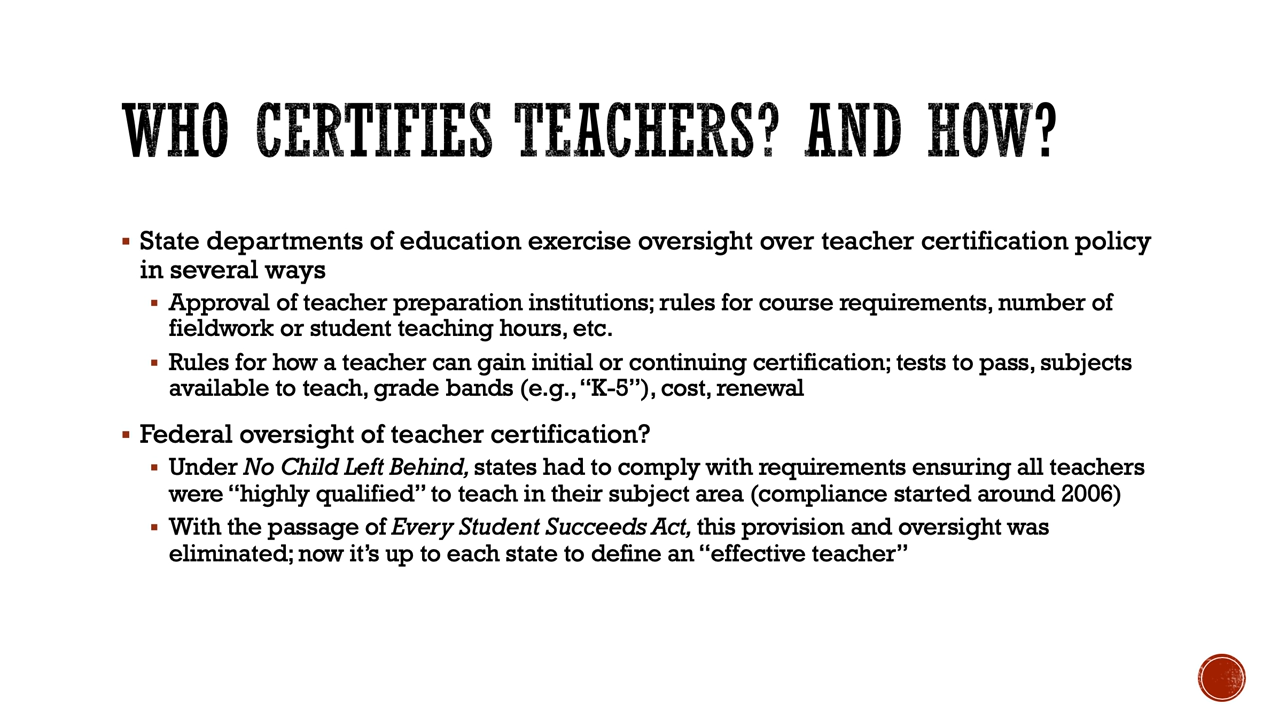 WHO CERTIFIES TEACHERS? AND HOW?
▪ State departments of education exercise oversight over teacher certification policy
in several ways
▪ Approval of teacher preparation institutions; rules for course requirements, number of
fieldwork or student teaching hours, etc.
▪ Rules for how a teacher can gain initial or continuing certification; tests to pass, subjects
available to teach, grade bands (e.g., “K-5”), cost, renewal
▪ Federal oversight of teacher certification?
▪ Under No Child Left Behind, states had to comply with requirements ensuring all teachers
were “highly qualified” to teach in their subject area (compliance started around 2006)
▪ With the passage of Every Student Succeeds Act, this provision and oversight was
eliminated; now it’s up to each state to define an “effective teacher”